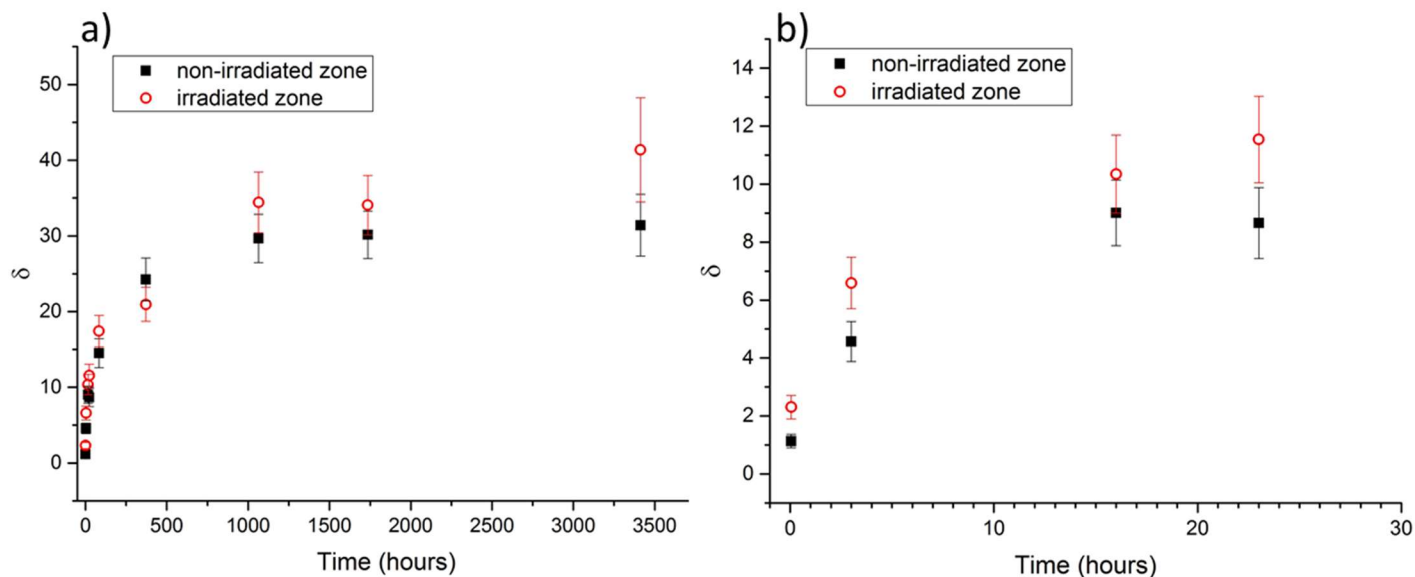 a)
non-irradiated zone
irradiated zone
50
40
30
20
10
0
δ
0 500 1000 1500 2000 2500 3000 3500
Time (hours)
b)
non-irradiated zone
irradiated zone
14
12
10
8
6
4
2
0
δ
0 10 20 30
Time (hours)